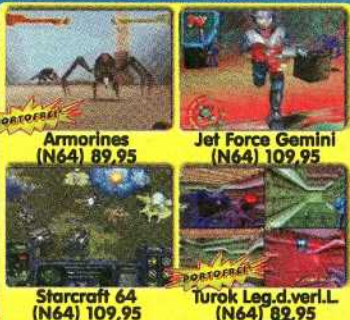 PORTOFREI
Armorines
(N64) 89,95
Jet Force Gemini
(N64) 109,95
Starcraft 64
(N64) 109,95
PORTOFREI
Turok Leg.d.verl.L.
(N64) 82,95